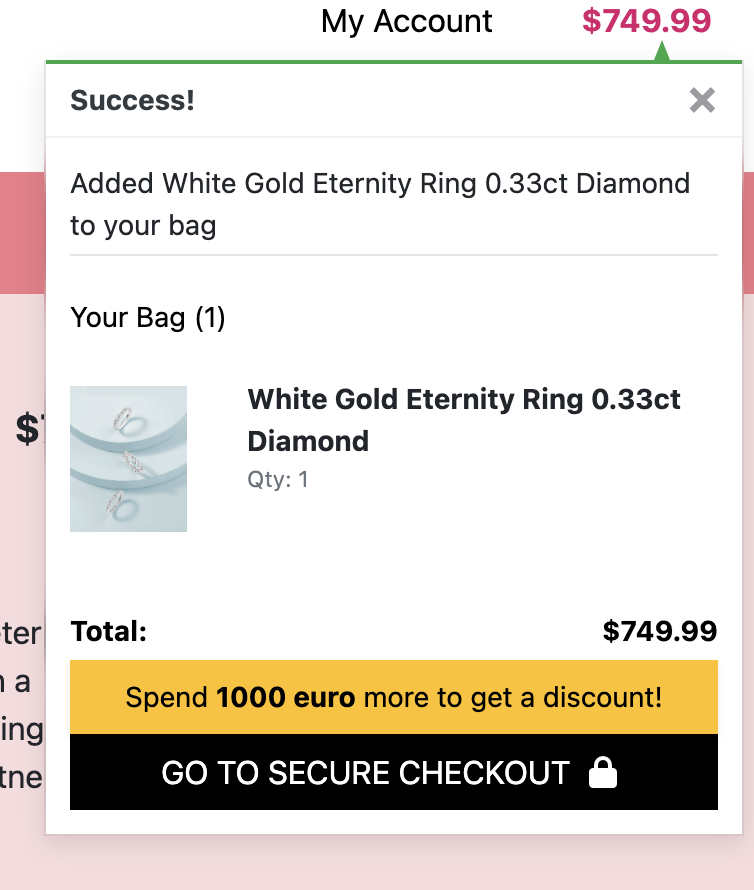 My Account $749.99
Success!
Added White Gold Eternity Ring 0.33ct Diamond
to your bag
Your Bag (1)
White Gold Eternity Ring 0.33ct
Diamond
Qty: 1
Total: $749.99
Spend 1000 euro more to get a discount!
GO TO SECURE CHECKOUT